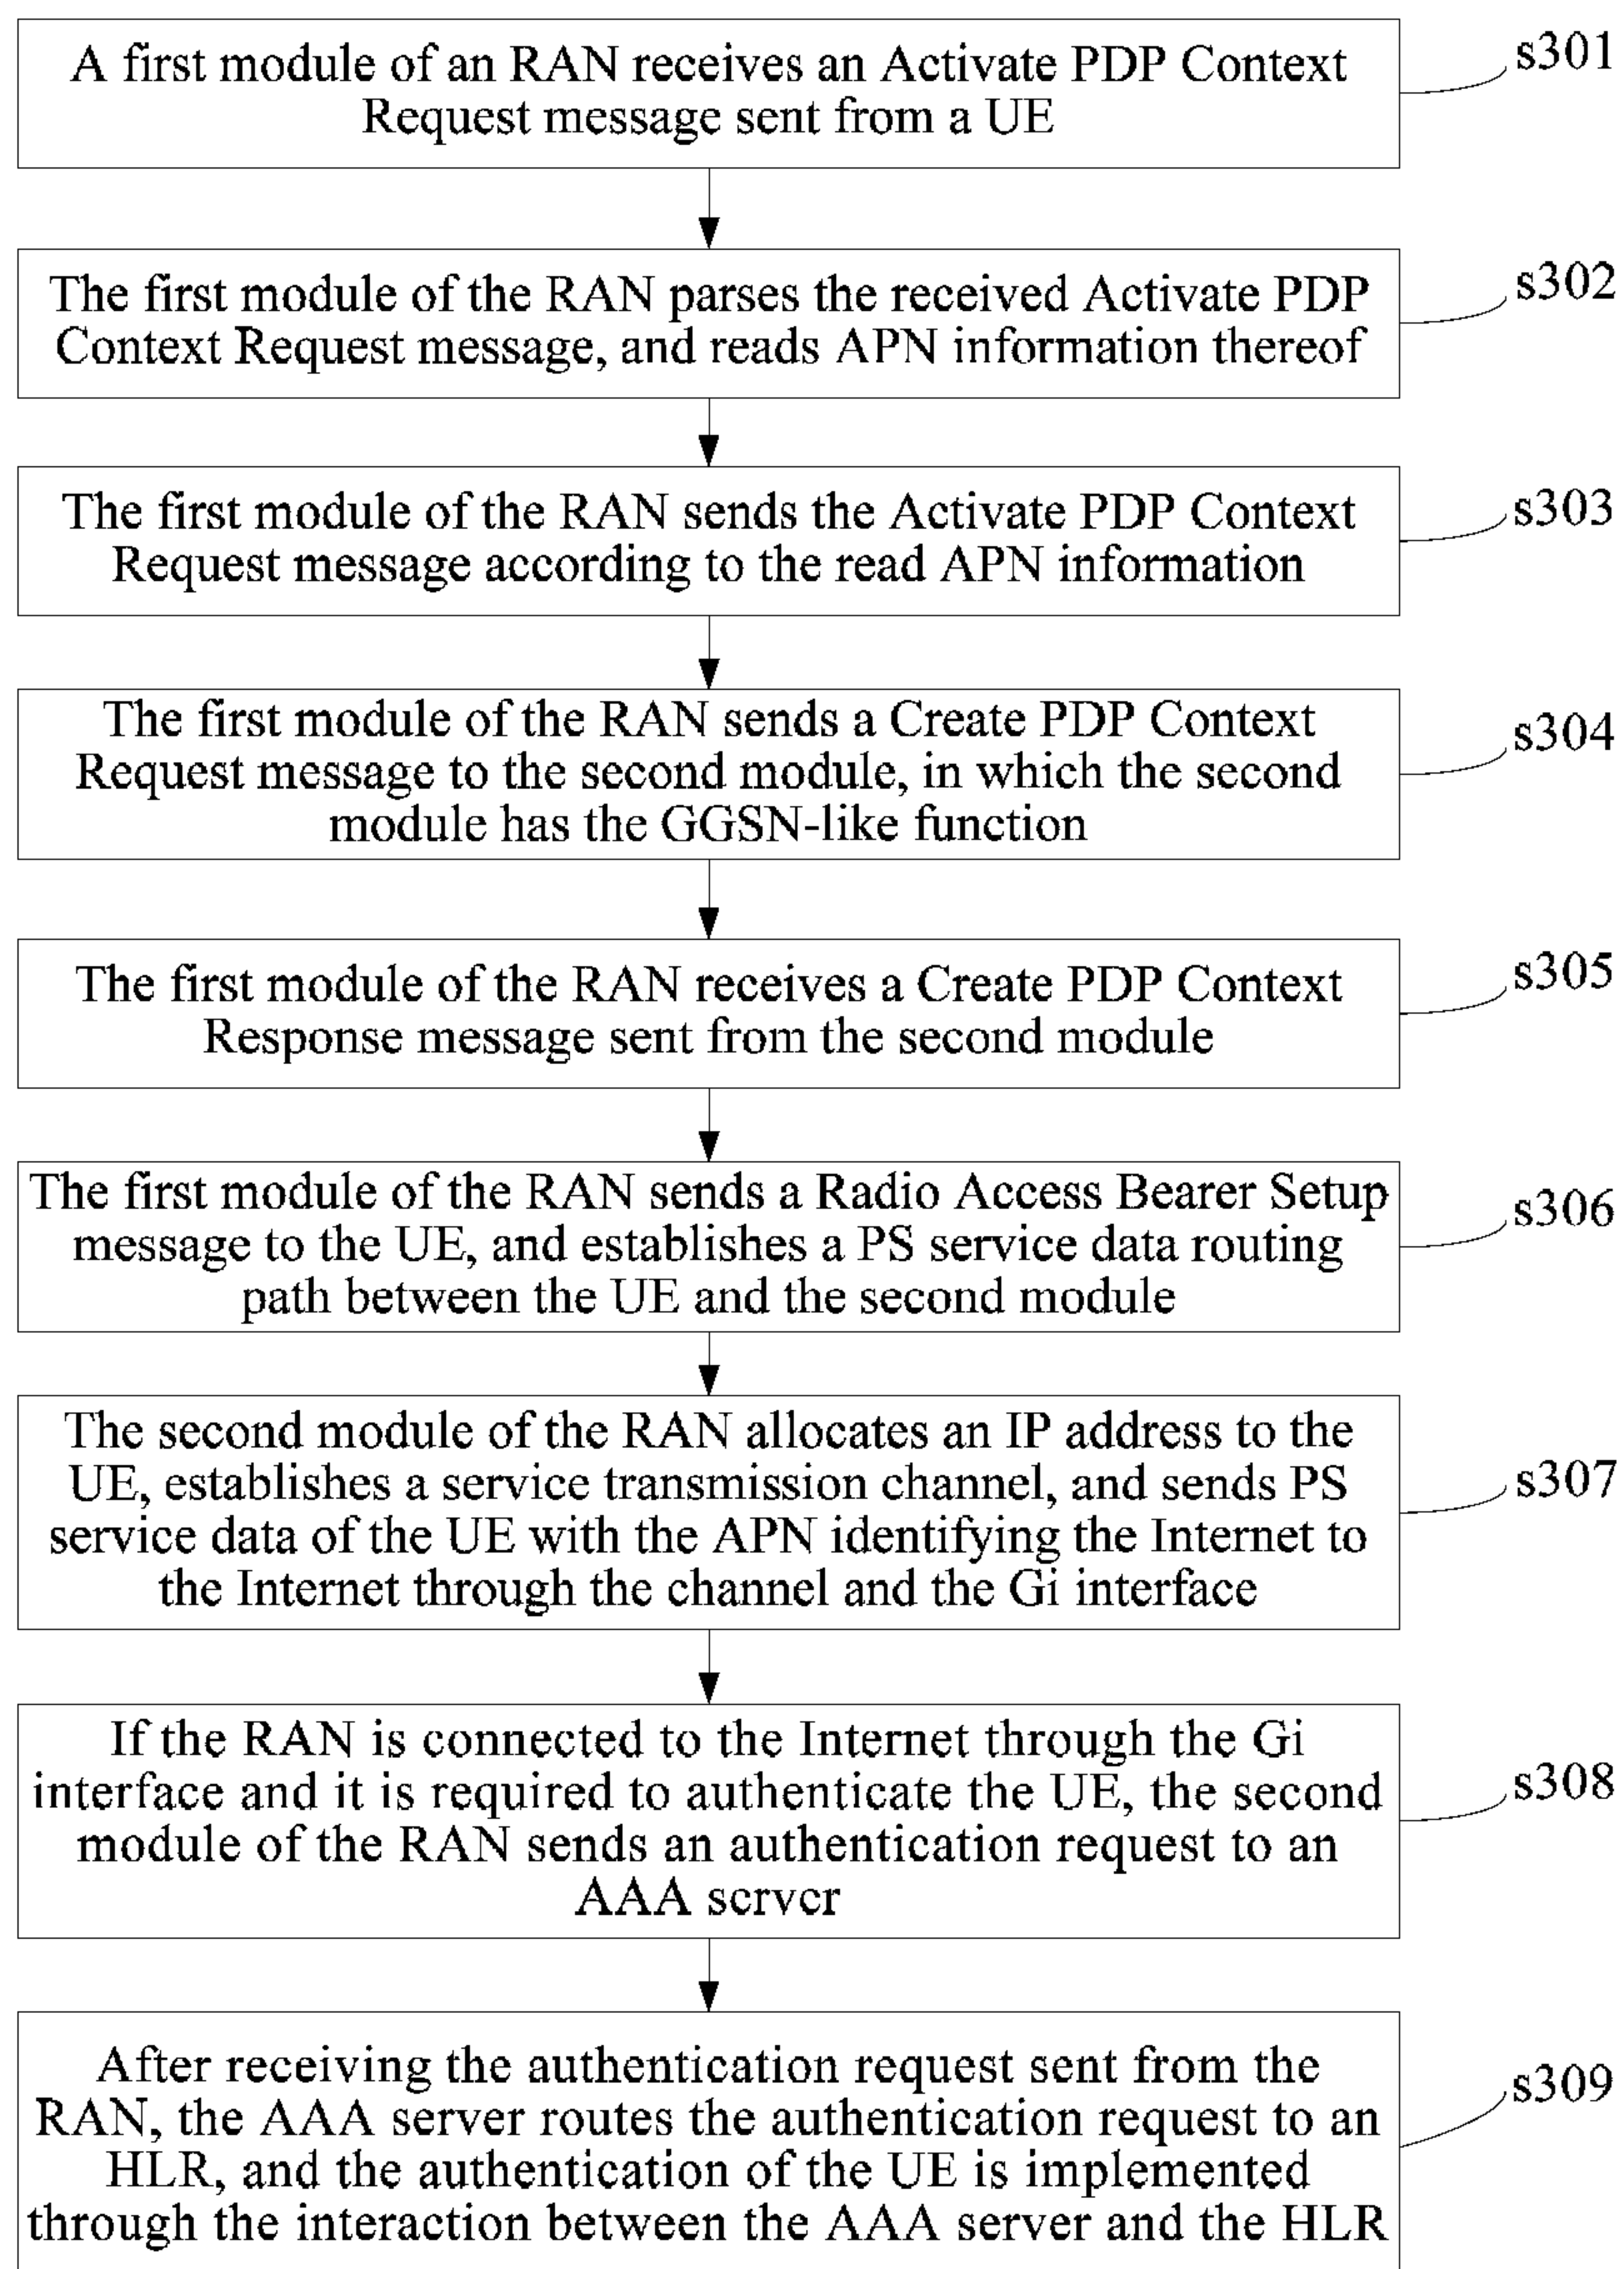 A first module of an RAN receives an Activate PDP Context
Request message sent from a UE
s301
The first module of the RAN parses the received Activate PDP
Context Request message, and reads APN information thereof
s302
The first module of the RAN sends the Activate PDP Context
Request message according to the read APN information
s303
The first module of the RAN sends a Create PDP Context
Request message to the second module, in which the second
module has the GGSN-like function
s304
The first module of the RAN receives a Create PDP Context
Response message sent from the second module
s305
The first module of the RAN sends a Radio Access Bearer Setup
message to the UE, and establishes a PS service data routing
path between the UE and the second module
s306
The second module of the RAN allocates an IP address to the
UE, establishes a service transmission channel, and sends PS
service data of the UE with the APN identifying the Internet to
the Internet through the channel and the Gi interface
s307
If the RAN is connected to the Internet through the Gi
interface and it is required to authenticate the UE, the second
module of the RAN sends an authentication request to an
AAA server
s308
After receiving the authentication request sent from the
RAN, the AAA server routes the authentication request to an
HLR, and the authentication of the UE is implemented
through the interaction between the AAA server and the HLR
s309